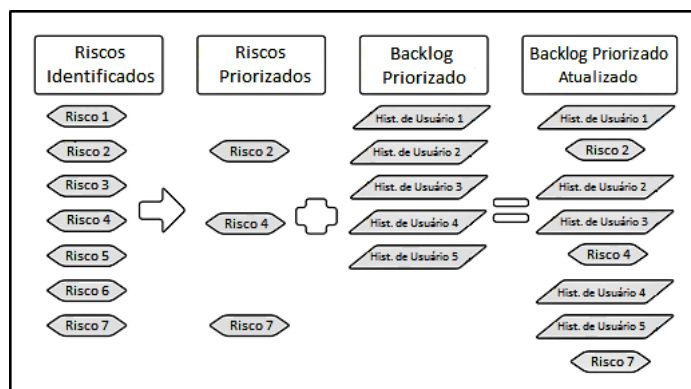 Riscos
Identificados
Risco 1
Risco 2
Risco 3
Risco 4
Risco 5
Risco 6
Risco 7
Riscos
Priorizados
Risco 2
Risco 4
Risco 7
Backlog
Priorizado
Hist. de Usuário 1
Hist. de Usuário 2
Hist. de Usuário 3
Hist. de Usuário 4
Hist. de Usuário 5
Backlog Priorizado
Atualizado
Hist. de Usuário 1
Risco 2
Hist. de Usuário 2
Hist. de Usuário 3
Risco 4
Hist. de Usuário 4
Hist. de Usuário 5
Risco 7